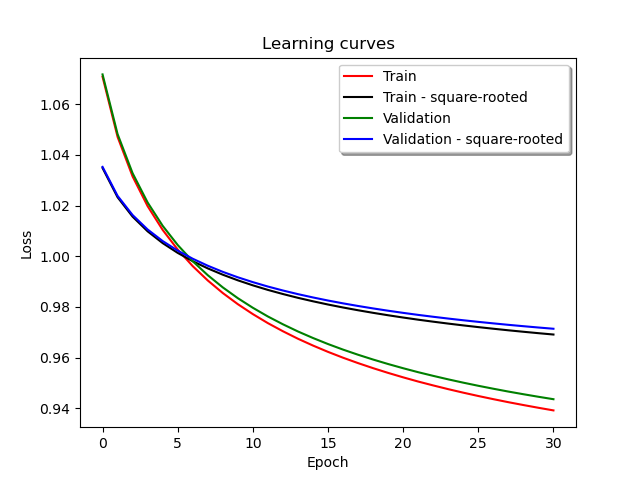 Learning curves
Train
Train - square-rooted
Validation
Validation - square-rooted
Loss
1.06
1.04
1.02
1.00
0.98
0.96
0.94
0 5 10 15 20 25 30
Epoch